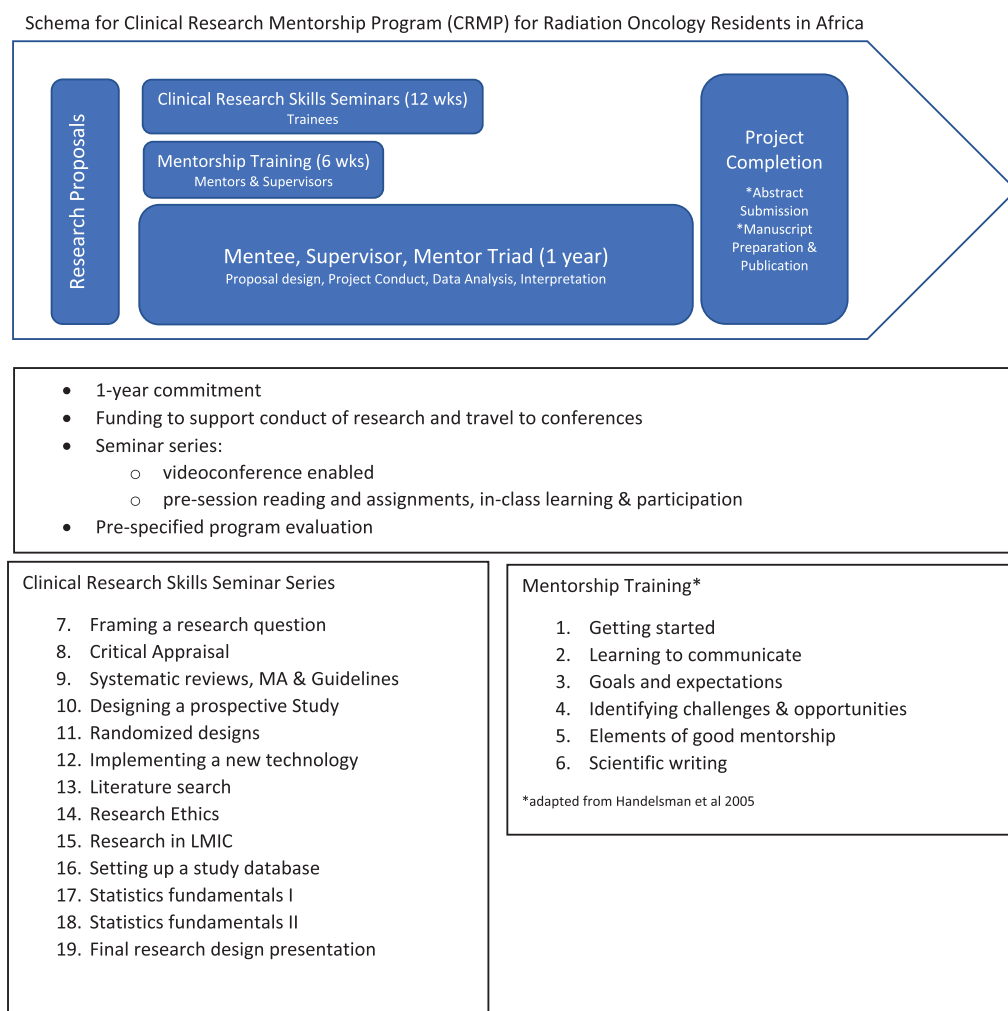 Schema for Clinical Research Mentorship Program (CRMP) for Radiation Oncology Residents in Africa
Research Proposals
Clinical Research Skills Seminars (12 wks)
Trainees
Mentorship Training (6 wks)
Mentors & Supervisors
Mentee, Supervisor, Mentor Triad (1 year)
Proposal design, Project Conduct, Data Analysis, Interpretation
Project
Completion
*Abstract
Submission
*Manuscript
Preparation &
Publication
• 1-year commitment
• Funding to support conduct of research and travel to conferences
• Seminar series:
o videoconference enabled
o pre-session reading and assignments, in-class learning & participation
• Pre-specified program evaluation
Clinical Research Skills Seminar Series
7. Framing a research question
8. Critical Appraisal
9. Systematic reviews, MA & Guidelines
10. Designing a prospective Study
11. Randomized designs
12. Implementing a new technology
13. Literature search
14. Research Ethics
15. Research in LMIC
16. Setting up a study database
17. Statistics fundamentals I
18. Statistics fundamentals II
19. Final research design presentation
Mentorship Training*
1. Getting started
2. Learning to communicate
3. Goals and expectations
4. Identifying challenges & opportunities
5. Elements of good mentorship
6. Scientific writing
*adapted from Handelsman et al 2005